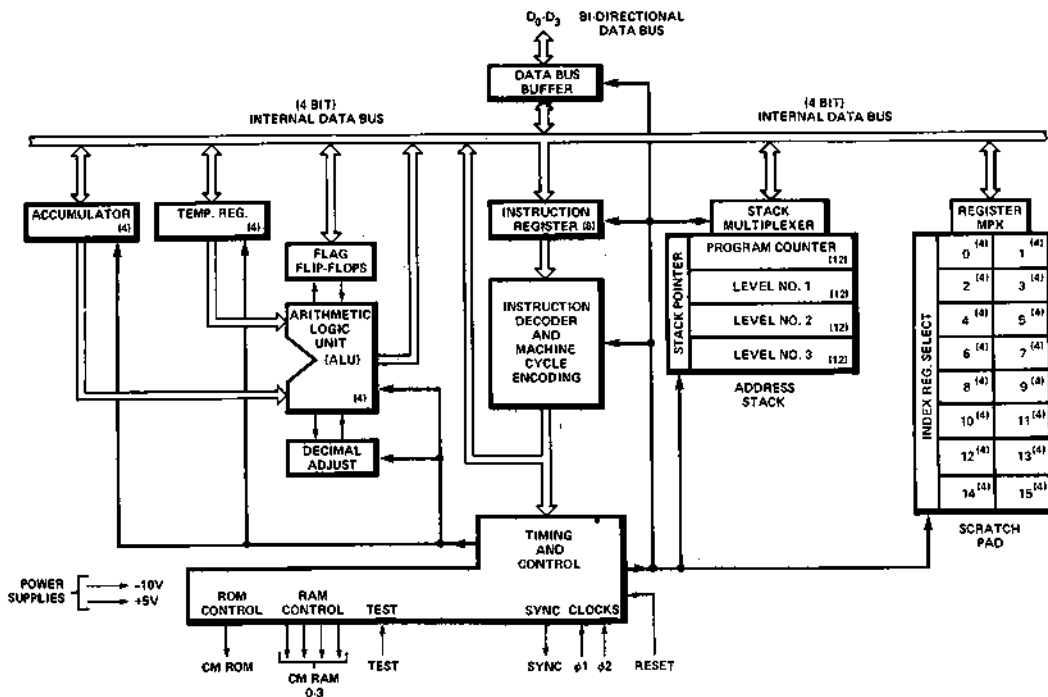 D0-D3 BI-DIRECTIONAL
DATA BUS
DATA BUS
BUFFER
(4 BIT)
INTERNAL DATA BUS
(4 BIT)
INTERNAL DATA BUS
ACCUMULATOR
(4)
TEMP. REG.
(4)
FLAG
FLIP-FLOPS
ARITHMETIC
LOGIC
UNIT
(ALU)
(4)
DECIMAL
ADJUST
INSTRUCTION
REGISTER (8)
INSTRUCTION
DECODER
AND
MACHINE
CYCLE
ENCODING
STACK
MULTIPLEXER
STACK POINTER
PROGRAM COUNTER
(12)
LEVEL NO. 1
(12)
LEVEL NO. 2
(12)
LEVEL NO. 3
(12)
ADDRESS
STACK
REGISTER
MPX
INDEX REG. SELECT
0 (4) 1 (4)
2 (4) 3 (4)
4 (4) 5 (4)
6 (4) 7 (4)
8 (4) 9 (4)
10 (4) 11 (4)
12 (4) 13 (4)
14 (4) 15 (4)
SCRATCH
PAD
TIMING
AND
CONTROL
POWER
SUPPLIES
-10V
+5V
ROM
CONTROL
RAM
CONTROL
TEST
SYNC
CLOCKS
CM ROM
CM RAM
0-3
TEST
SYNC
φ1
φ2
RESET